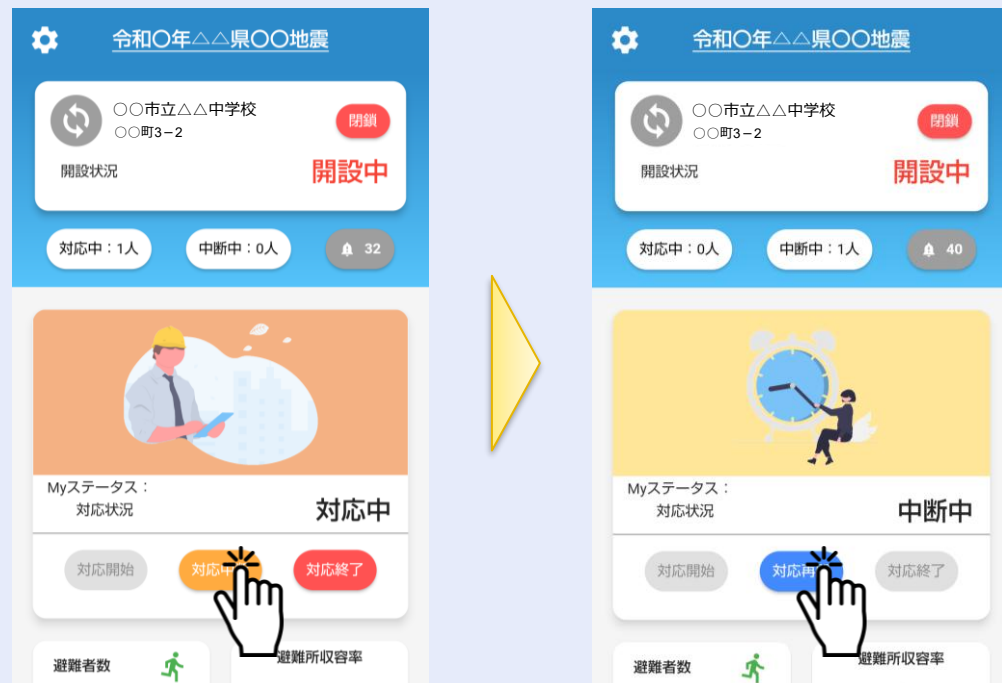 令和〇年△△県〇〇地震
〇〇市立△△中学校
〇〇町3－2
閉鎖
開設状況
開設中
対応中：1人
中断中：0人
32
Myステータス：
対応状況
対応中
対応開始
対応中
対応終了
避難者数
避難所収容率
令和〇年△△県〇〇地震
〇〇市立△△中学校
〇〇町3－2
閉鎖
開設状況
開設中
対応中：0人
中断中：1人
40
Myステータス：
対応状況
中断中
対応開始
対応再
対応終了
避難者数
避難所収容率